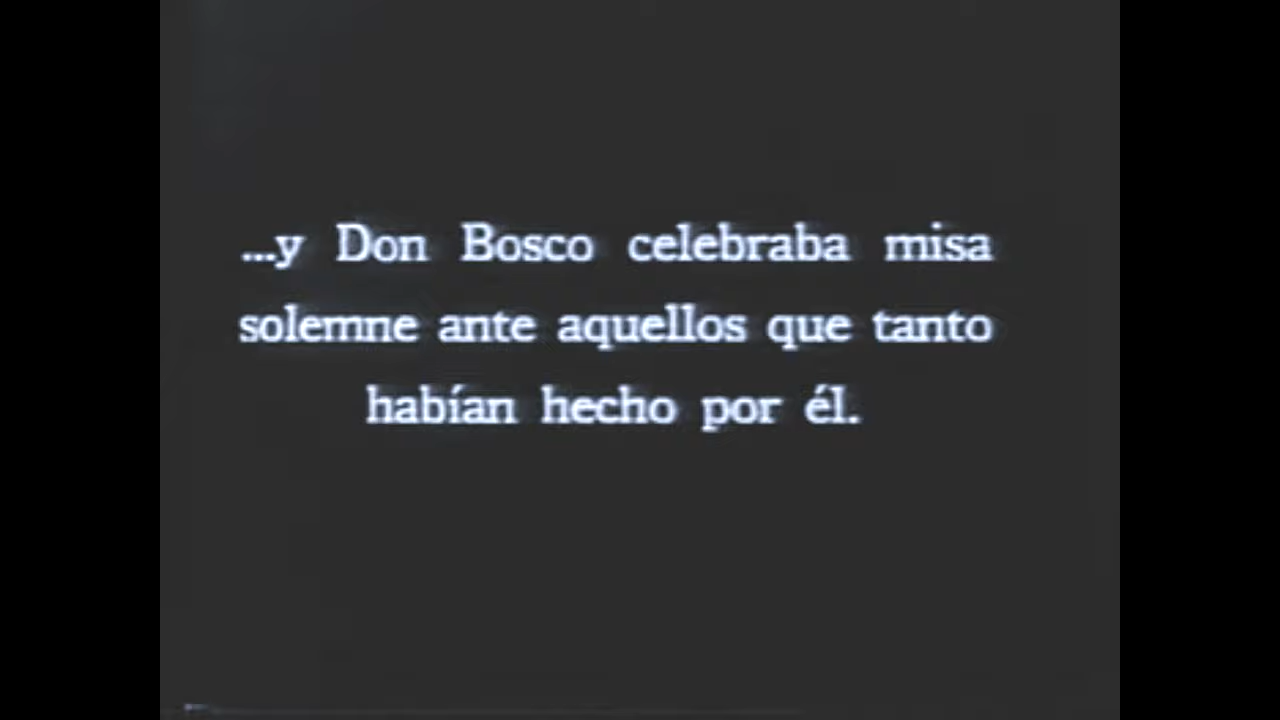 ...y Don Bosco celebraba misa
solemne ante aquellos que tanto
habían hecho por él.